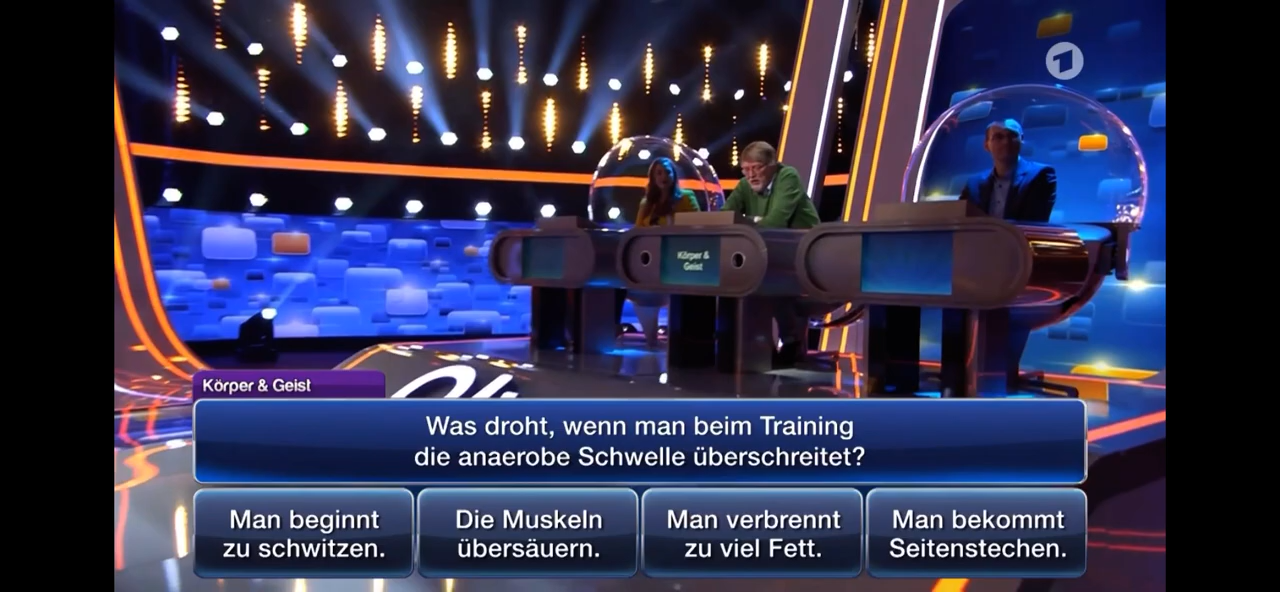 1
Körper &
Geist
Körper & Geist
Was droht, wenn man beim Training
die anaerobe Schwelle überschreitet?
Man beginnt
zu schwitzen.
Die Muskeln
übersäuern.
Man verbrennt
zu viel Fett.
Man bekommt
Seitenstechen.